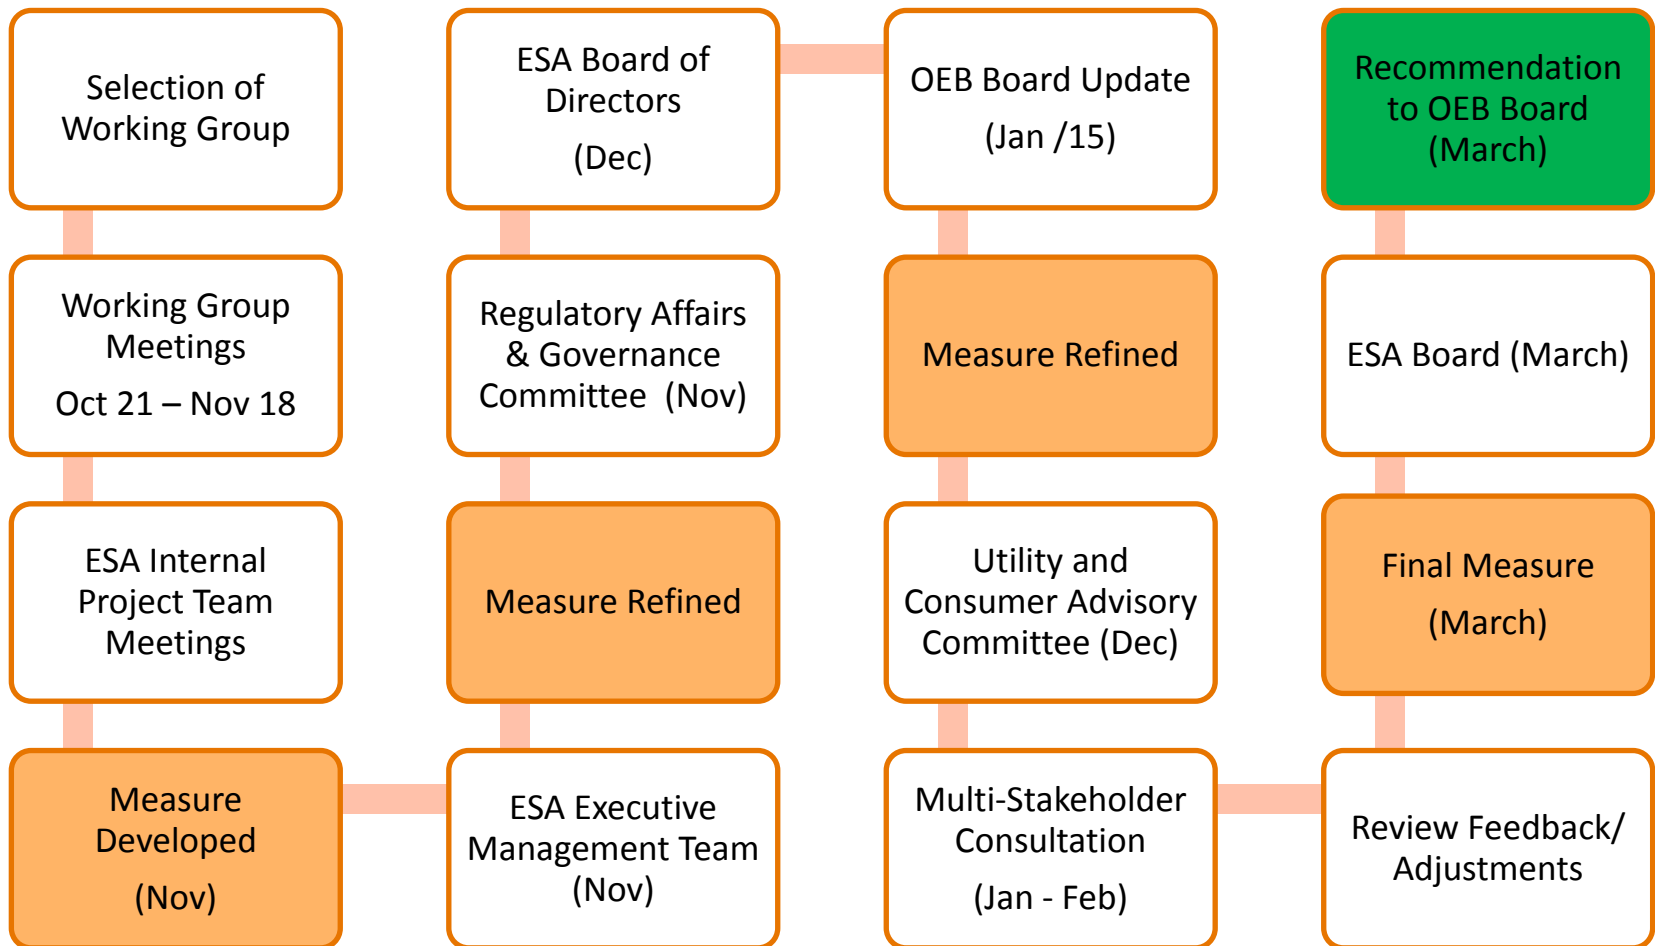 Selection of
Working Group
Working Group
Meetings
Oct 21 – Nov 18
ESA Internal
Project Team
Meetings
Measure
Developed
(Nov)
ESA Executive
Management Team
(Nov)
Measure Refined
Regulatory Affairs
& Governance
Committee (Nov)
ESA Board of
Directors
(Dec)
OEB Board Update
(Jan /15)
Measure Refined
Utility and
Consumer Advisory
Committee (Dec)
Multi-Stakeholder
Consultation
(Jan - Feb)
Review Feedback/
Adjustments
Final Measure
(March)
ESA Board (March)
Recommendation
to OEB Board
(March)